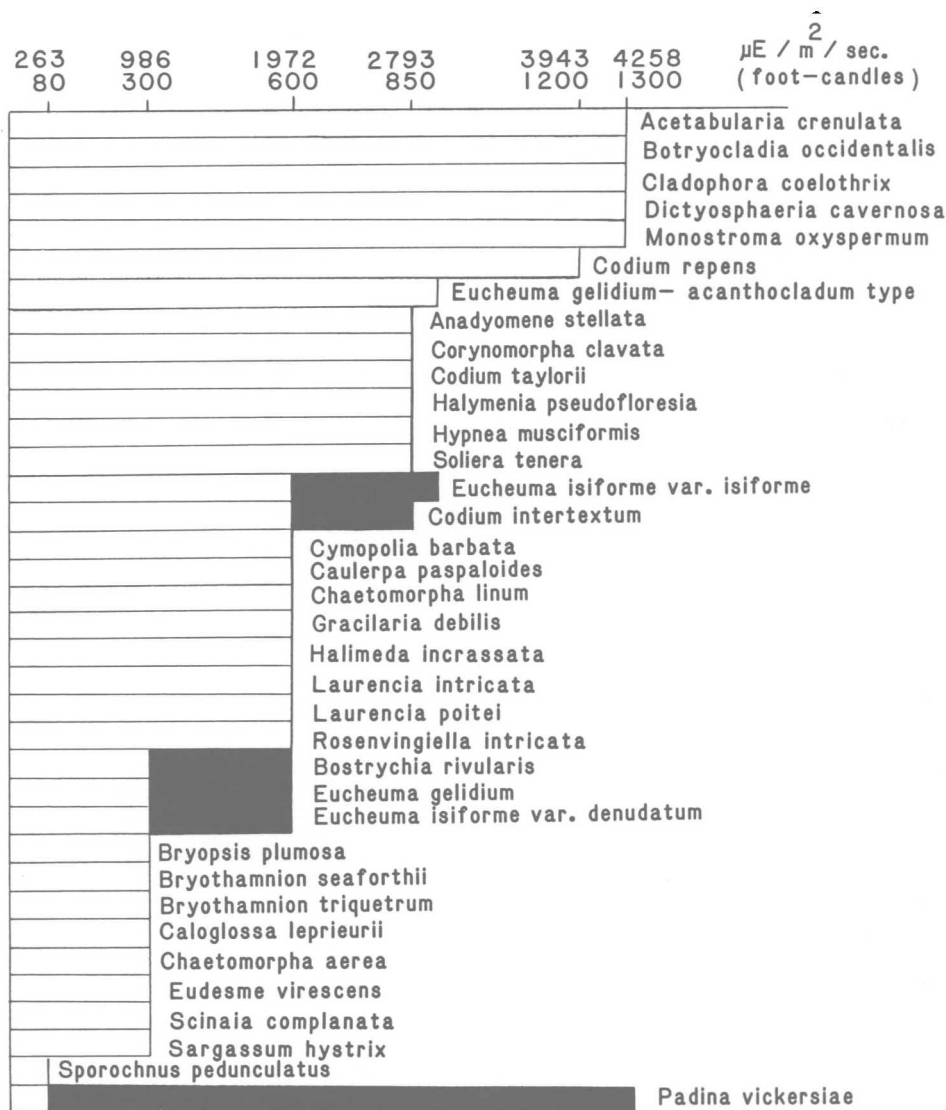 263 986 1972 2793 3943 4258 µE / m² / sec.
80 300 600 850 1200 1300 (foot-candles)
Acetabularia crenulata
Botryocladia occidentalis
Cladophora coelothrix
Dictyosphaeria cavernosa
Monostroma oxyspermum
Codium repens
Eucheuma gelidium- acanthocladum type
Anadyomene stellata
Corynomorpha clavata
Codium taylorii
Halymenia pseudofloresia
Hypnea musciformis
Soliera tenera
Eucheuma isiforme var. isiforme
Codium intertextum
Cymopolia barbata
Caulerpa paspaloides
Chaetomorpha linum
Gracilaria debilis
Halimeda incrassata
Laurencia intricata
Laurencia poitei
Rosenvingiella intricata
Bostrychia rivularis
Eucheuma gelidium
Eucheuma isiforme var. denudatum
Bryopsis plumosa
Bryothamnion seaforthii
Bryothamnion triquetrum
Caloglossa leprieurii
Chaetomorpha aerea
Eudesme virescens
Scinaia complanata
Sargassum hystrix
Sporochnus pedunculatus
Padina vickersiae